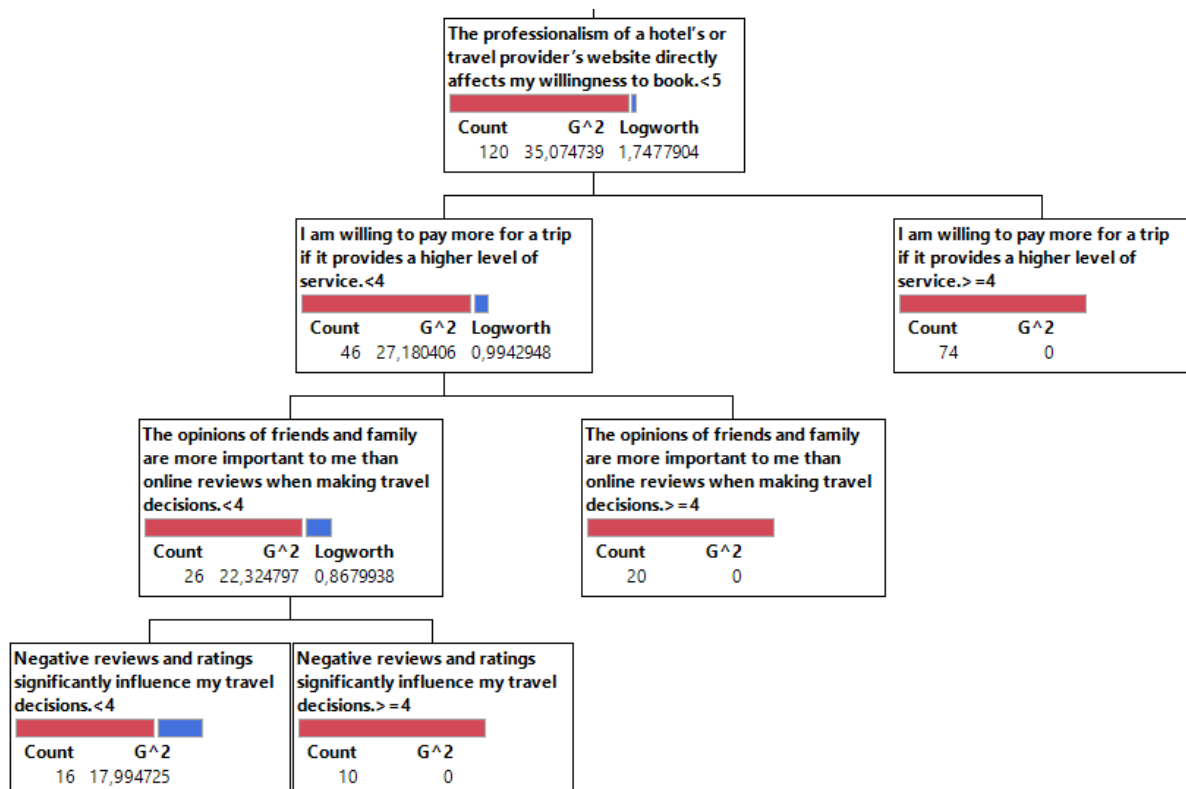 The professionalism of a hotel's or
travel provider's website directly
affects my willingness to book.<5
Count G^2 Logworth
120 35,074739 1,7477904
I am willing to pay more for a trip
if it provides a higher level of
service.<4
Count G^2 Logworth
46 27,180406 0,9942948
I am willing to pay more for a trip
if it provides a higher level of
service.>=4
Count G^2
74 0
The opinions of friends and family
are more important to me than
online reviews when making travel
decisions.<4
Count G^2 Logworth
26 22,324797 0,8679938
The opinions of friends and family
are more important to me than
online reviews when making travel
decisions.>=4
Count G^2
20 0
Negative reviews and ratings
significantly influence my travel
decisions.<4
Count G^2
16 17,994725
Negative reviews and ratings
significantly influence my travel
decisions.>=4
Count G^2
10 0